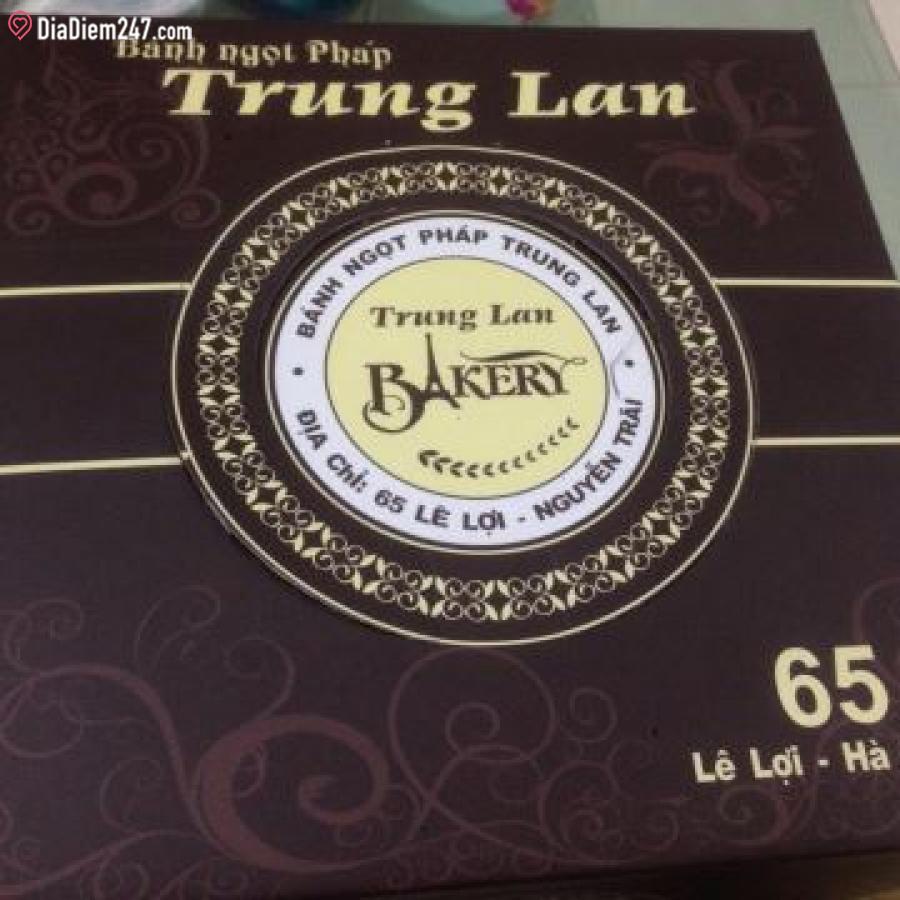 DiaDiem247.com
Bánh ngọt Pháp
Trung Lan
BÁNH NGỌT PHÁP TRUNG LAN
Trung Lan
BAKERY
ĐỊA CHỈ: 65 LÊ LỢI - NGUYỄN TRÃI
65
Lê Lợi - Hà